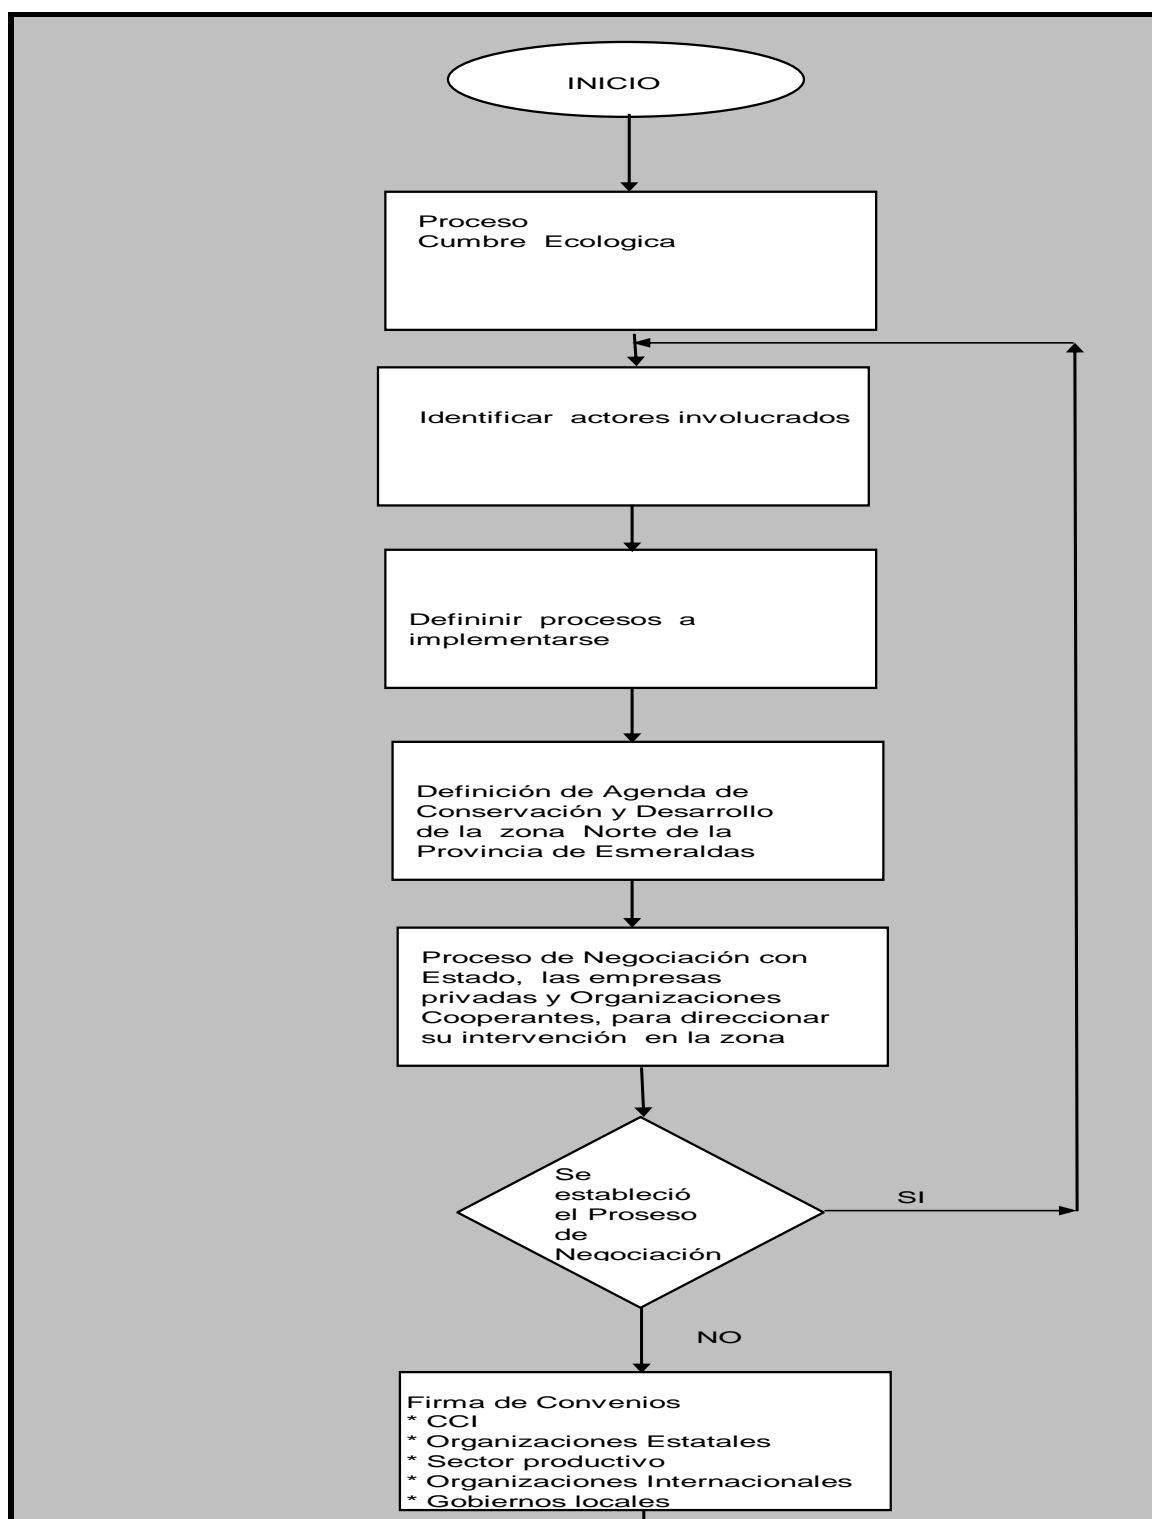 INICIO
Proceso
Cumbre Ecologica
Identificar actores involucrados
Defininir procesos a
implementarse
Definición de Agenda de
Conservación y Desarrollo
de la zona Norte de la
Provincia de Esmeraldas
Proceso de Negociación con
Estado, las empresas
privadas y Organizaciones
Cooperantes, para direccionar
su intervención en la zona
Se
estableció
el Proseso
de
Negociación
SI
NO
Firma de Convenios
* CCI
* Organizaciones Estatales
* Sector productivo
* Organizaciones Internacionales
* Gobiernos locales